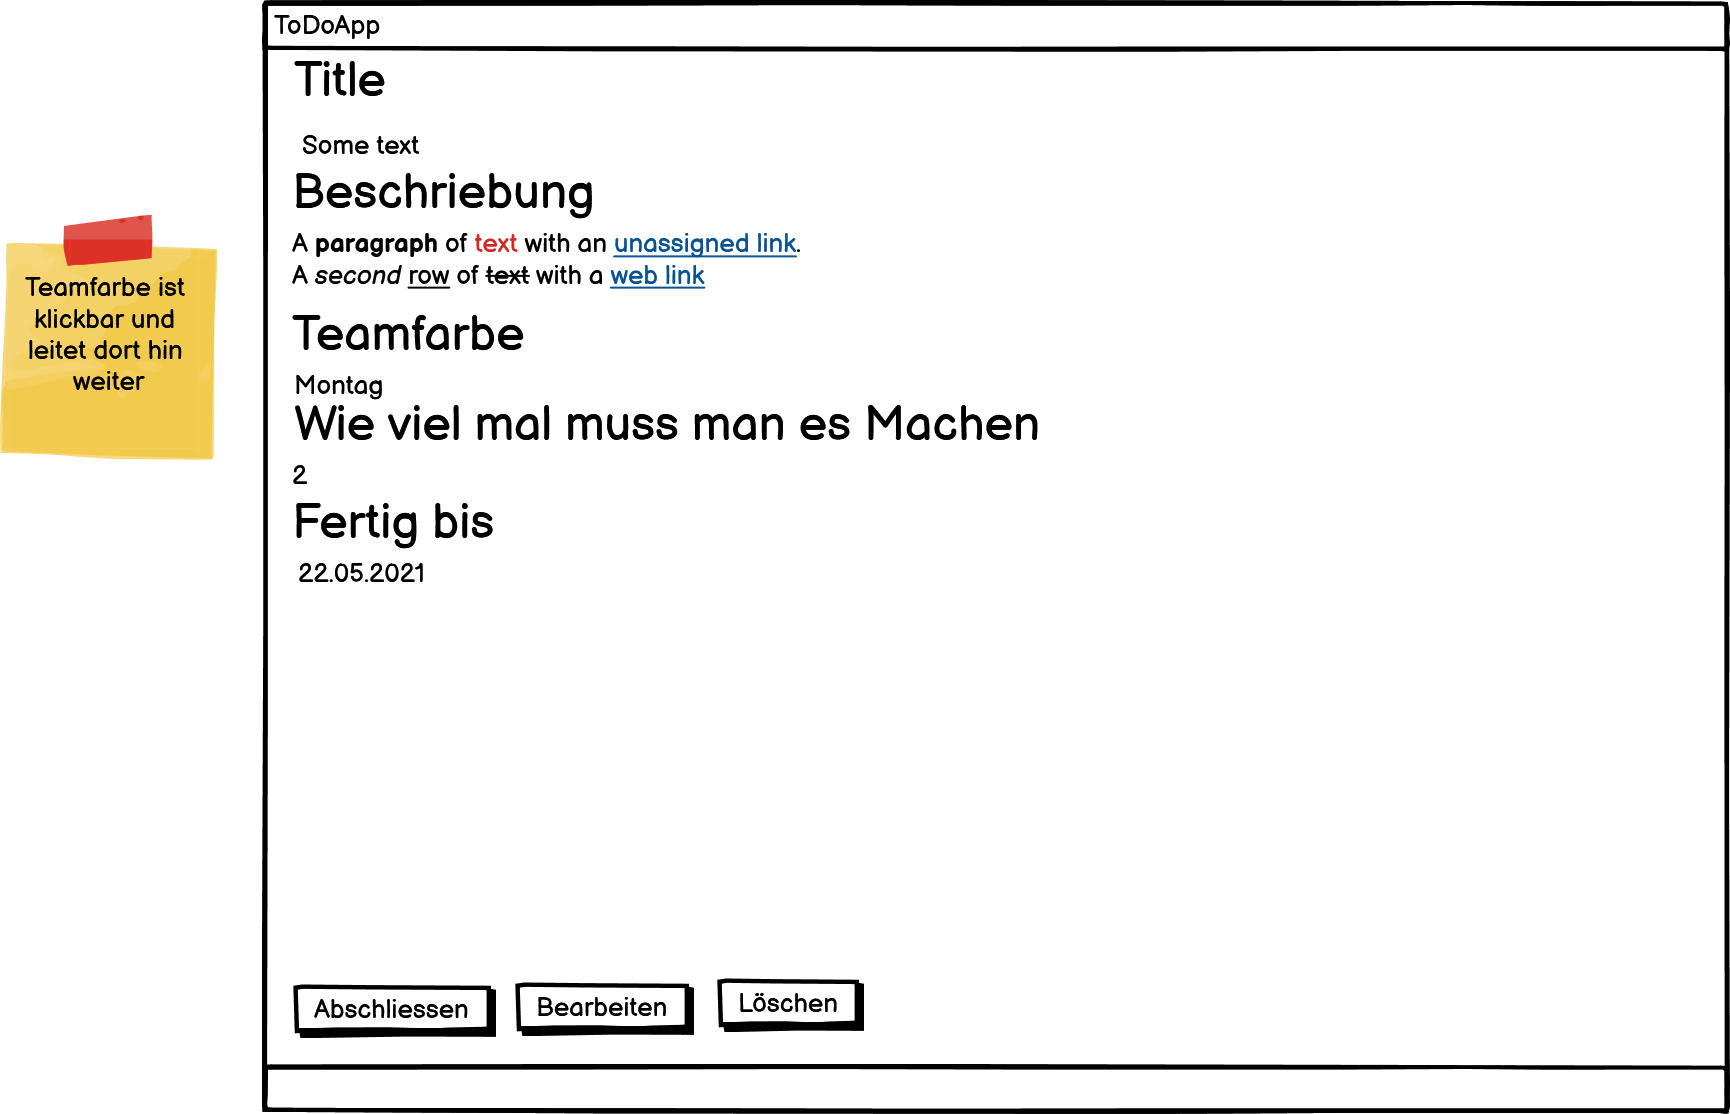 ToDoApp
Title
Some text
Beschriebung
A paragraph of text with an unassigned link.
A second row of text with a web link
Teamfarbe
Montag
Wie viel mal muss man es Machen
2
Fertig bis
22.05.2021
Abschliessen
Bearbeiten
Löschen
Teamfarbe ist
klickbar und
leitet dort hin
weiter